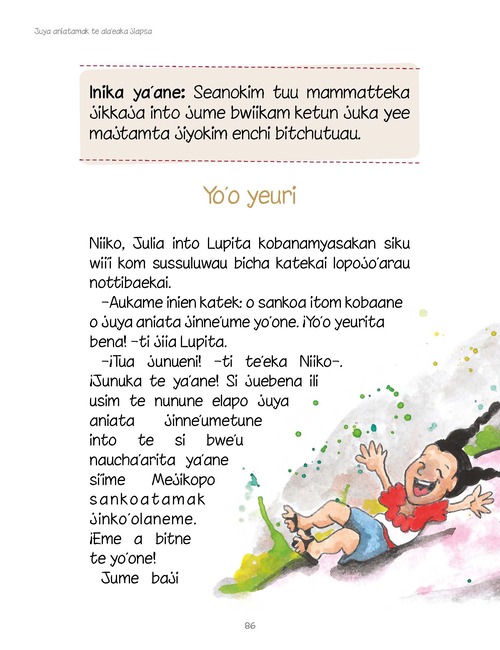 Juya aniatamak te ala'eaka jiapsa
Inika ya'ane: Seanokim tuu mammatteka
jikkaja into jume bwiikam ketun juka yee
majtamta jiyokim enchi bitchutuau.
Yo'o yeuri
Niiko, Julia into Lupita kobanamyasakan siku
wiii kom sussuluwau bicha katekai lopojo'arau
nottibaekai.
–Aukame inien katek: o sankoa itom kobaane
o juya aniata jinne'ume yo'one. ¡Yo'o yeurita
bena! –ti jiia Lupita.
–¡Tua junueni! –ti te'eka Niiko–.
¡Junuka te ya'ane! Si juebena ili
usim te nunune elapo juya
aniata jinne'umetune
into te si bwe'u
naucha'arita ya'ane
siime Mejikopo
sankoatamak
jinko'olaneme.
¡Eme a bitne
te yo'one!
Jume baji
86